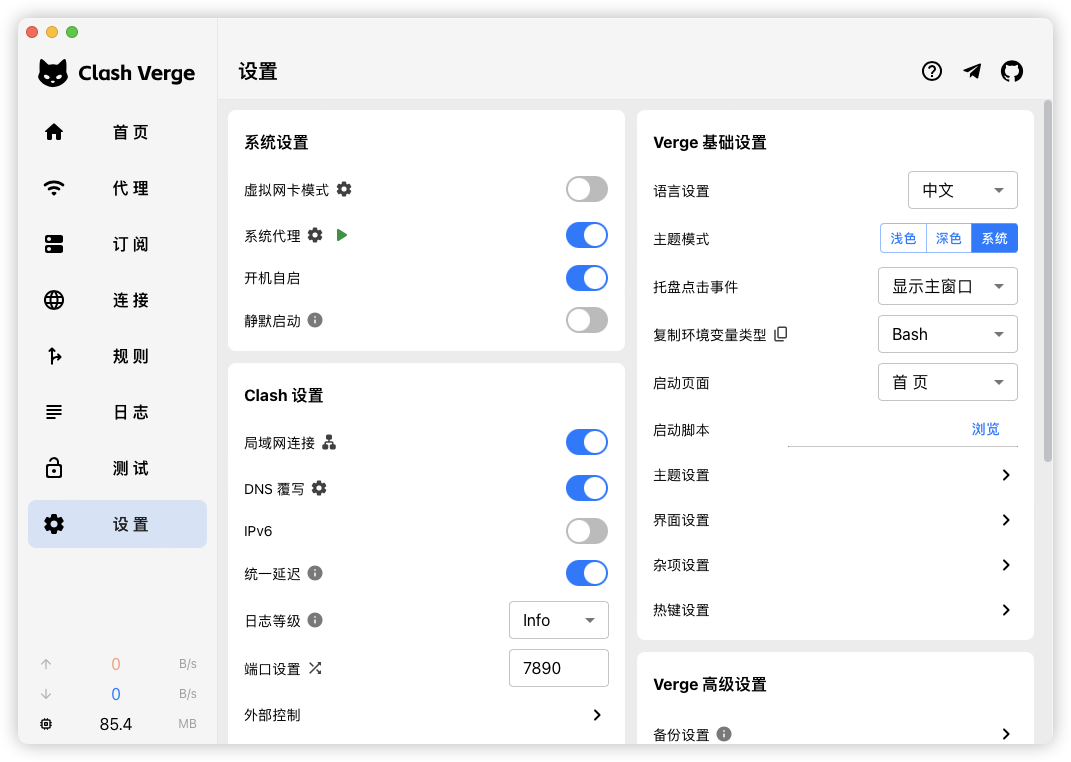 Clash Verge
首 页
代 理
订 阅
连 接
规 则
日 志
测 试
设 置
0 B/s
0 B/s
85.4 MB
设置
系统设置
虚拟网卡模式
系统代理
开机自启
静默启动
Clash 设置
局域网连接
DNS 覆写
IPv6
统一延迟
日志等级 Info
端口设置 7890
外部控制
Verge 基础设置
语言设置 中文
主题模式 浅色 深色 系统
托盘点击事件 显示主窗口
复制环境变量类型 Bash
启动页面 首 页
启动脚本 浏览
主题设置
界面设置
杂项设置
热键设置
Verge 高级设置
备份设置